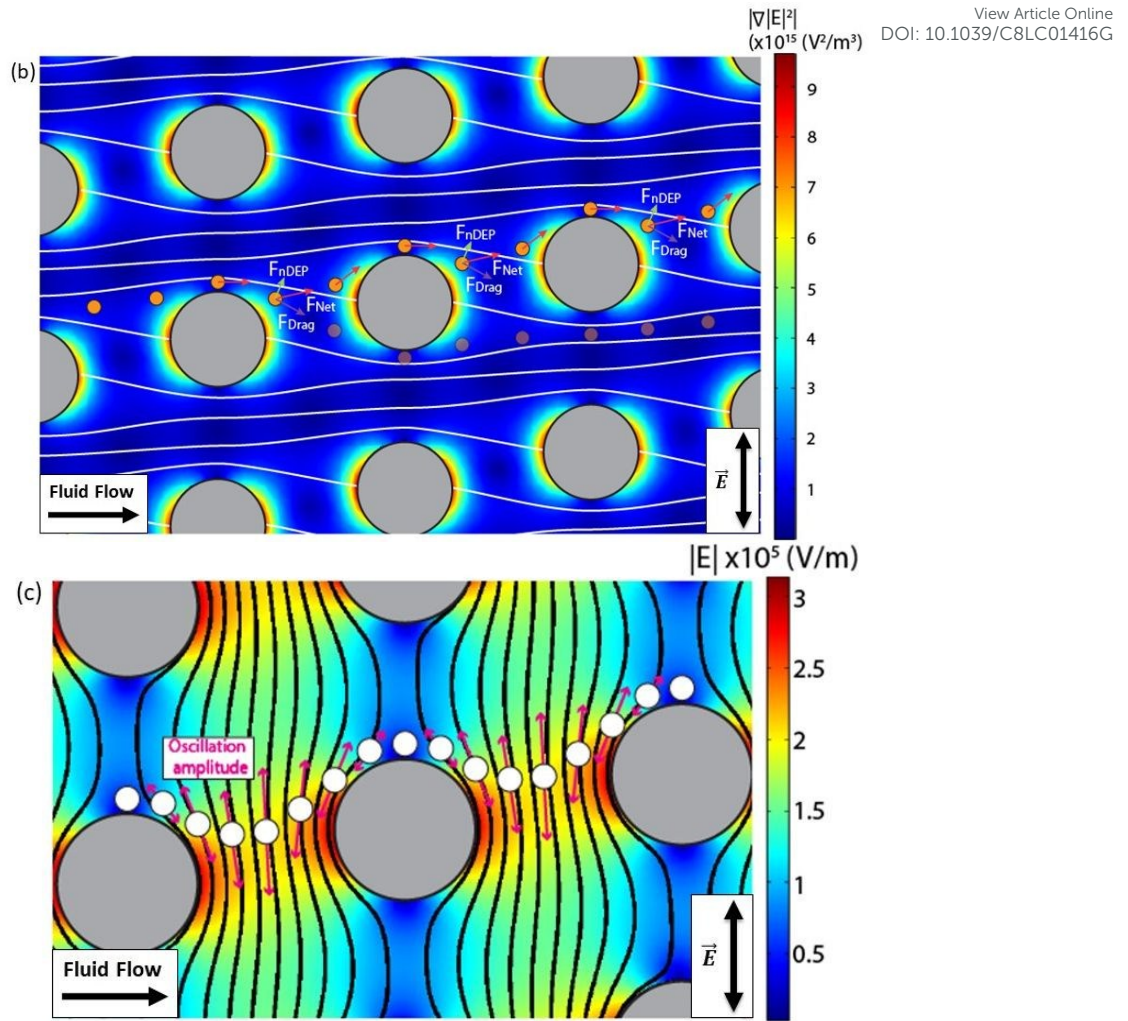 View Article Online
DOI: 10.1039/C8LC01416G
|∇|E|²|
(x10¹⁵ (V²/m³)
(b)
9
8
7
6
5
4
3
2
1
FnDEP
FNet
FDrag
FnDEP
FNet
FDrag
FnDEP
FNet
FDrag
Fluid Flow
E⃗
|E| x10⁵ (V/m)
(c)
3
2.5
2
1.5
1
0.5
Oscillation
amplitude
Fluid Flow
E⃗